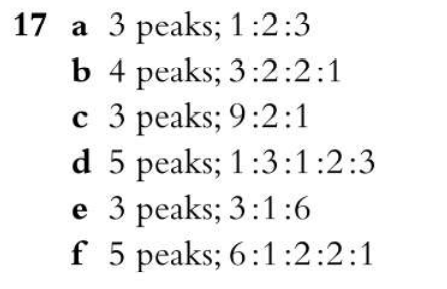 17 a 3 peaks; 1:2:3
b 4 peaks; 3:2:2:1
c 3 peaks; 9:2:1
d 5 peaks; 1:3:1:2:3
e 3 peaks; 3:1:6
f 5 peaks; 6:1:2:2:1